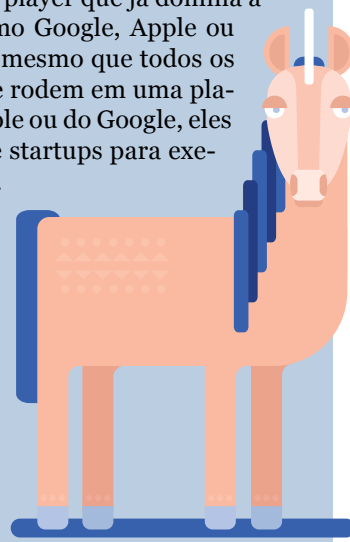 player que já domina a
mo Google, Apple ou
mesmo que todos os
e rodem em uma pla-
ple ou do Google, eles
e startups para exe-